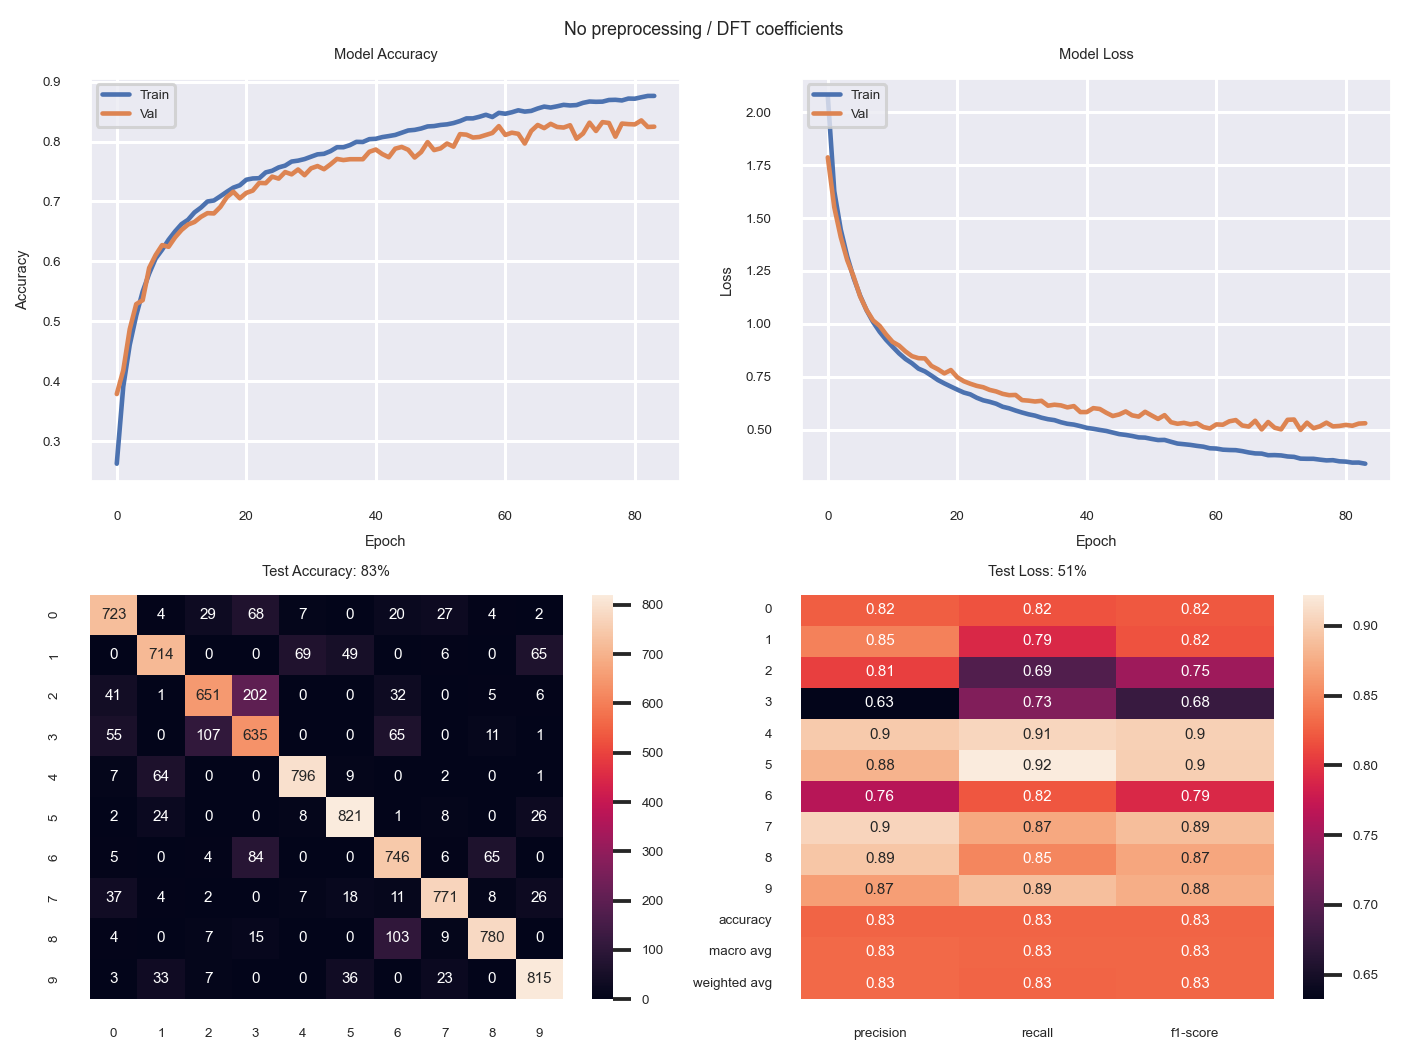 No preprocessing / DFT coefficients
Model Accuracy
Train
Val
0.9
0.8
0.7
0.6
0.5
0.4
0.3
Accuracy
0 20 40 60 80
Epoch
Model Loss
Train
Val
2.00
1.75
1.50
1.25
1.00
0.75
0.50
Loss
0 20 40 60 80
Epoch
Test Accuracy: 83%
0 723 4 29 68 7 0 20 27 4 2
1 0 714 0 0 69 49 0 6 0 65
2 41 1 651 202 0 0 32 0 5 6
3 55 0 107 635 0 0 65 0 11 1
4 7 64 0 0 796 9 0 2 0 1
5 2 24 0 0 8 821 1 8 0 26
6 5 0 4 84 0 0 746 6 65 0
7 37 4 2 0 7 18 11 771 8 26
8 4 0 7 15 0 0 103 9 780 0
9 3 33 7 0 0 36 0 23 0 815
0 1 2 3 4 5 6 7 8 9
800
700
600
500
400
300
200
100
0
Test Loss: 51%
0 0.82 0.82 0.82
1 0.85 0.79 0.82
2 0.81 0.69 0.75
3 0.63 0.73 0.68
4 0.9 0.91 0.9
5 0.88 0.92 0.9
6 0.76 0.82 0.79
7 0.9 0.87 0.89
8 0.89 0.85 0.87
9 0.87 0.89 0.88
accuracy 0.83 0.83 0.83
macro avg 0.83 0.83 0.83
weighted avg 0.83 0.83 0.83
precision recall f1-score
0.90
0.85
0.80
0.75
0.70
0.65